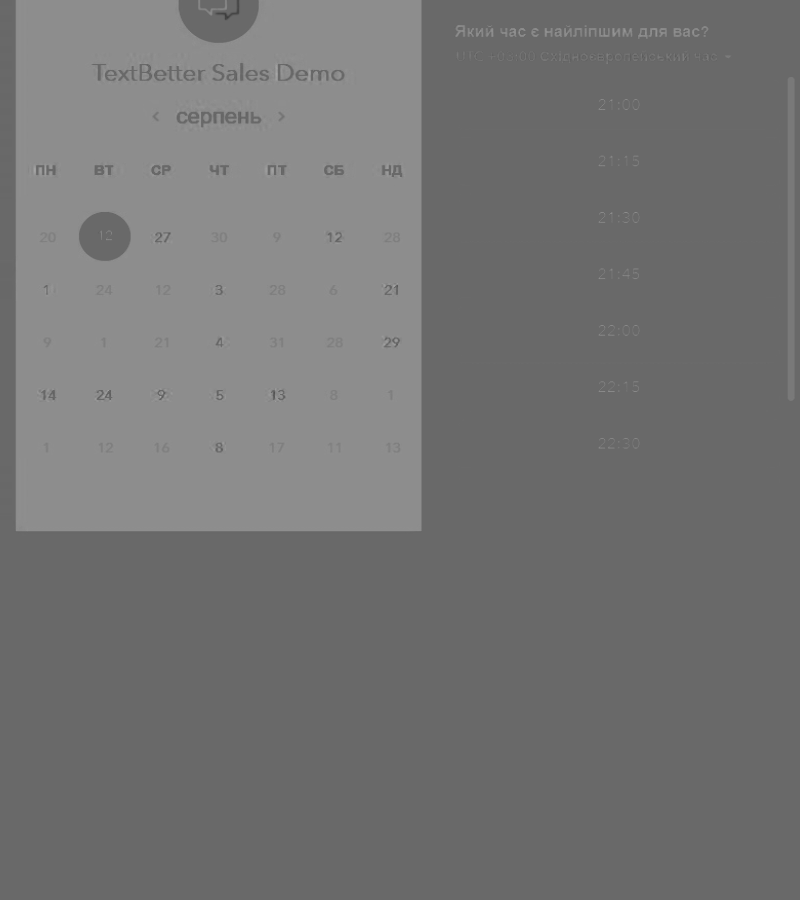 TextBetter Sales Demo
серпень
ПН ВТ СР ЧТ ПТ СБ НД
20 12 27 30 9 12 28
1 24 12 3 28 6 21
9 1 21 4 31 28 29
14 24 9 5 13 8 1
1 12 16 8 17 11 13
Який час є найліпшим для вас?
Східноєвропейський час
21:00
21:15
21:30
21:45
22:00
22:15
22:30